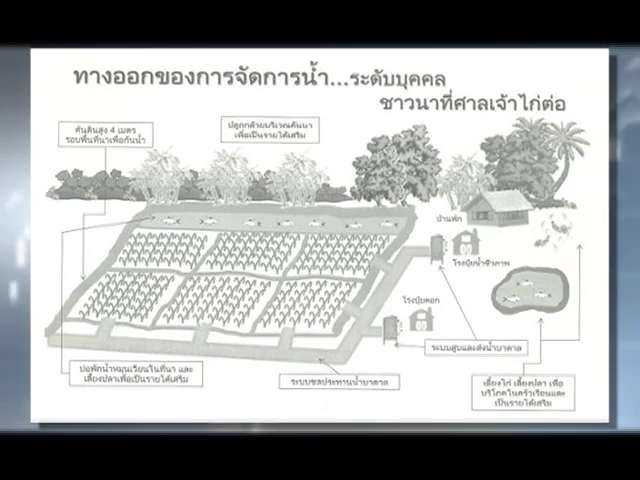 ทางออกของการจัดการน้ำ...ระดับบุคคล
ชาวนาที่ศาลเจ้าไก่ต่อ
คันดินสูง 4 เมตร
รอบพื้นที่นาเพื่อกันน้ำ
ปลูกกล้วยบริเวณคันนา
เพื่อเป็นรายได้เสริม
บ้านพัก
โรงปุ๋ยน้ำชีวภาพ
โรงปุ๋ยคอก
ระบบสูบและส่งน้ำบาดาล
บ่อพักน้ำหมุนเวียนในที่นา และ
เลี้ยงปลาเพื่อเป็นรายได้เสริม
ระบบชลประทานน้ำบาดาล
เลี้ยงไก่ เลี้ยงปลา เพื่อ
บริโภคในครัวเรือนและ
เป็นรายได้เสริม